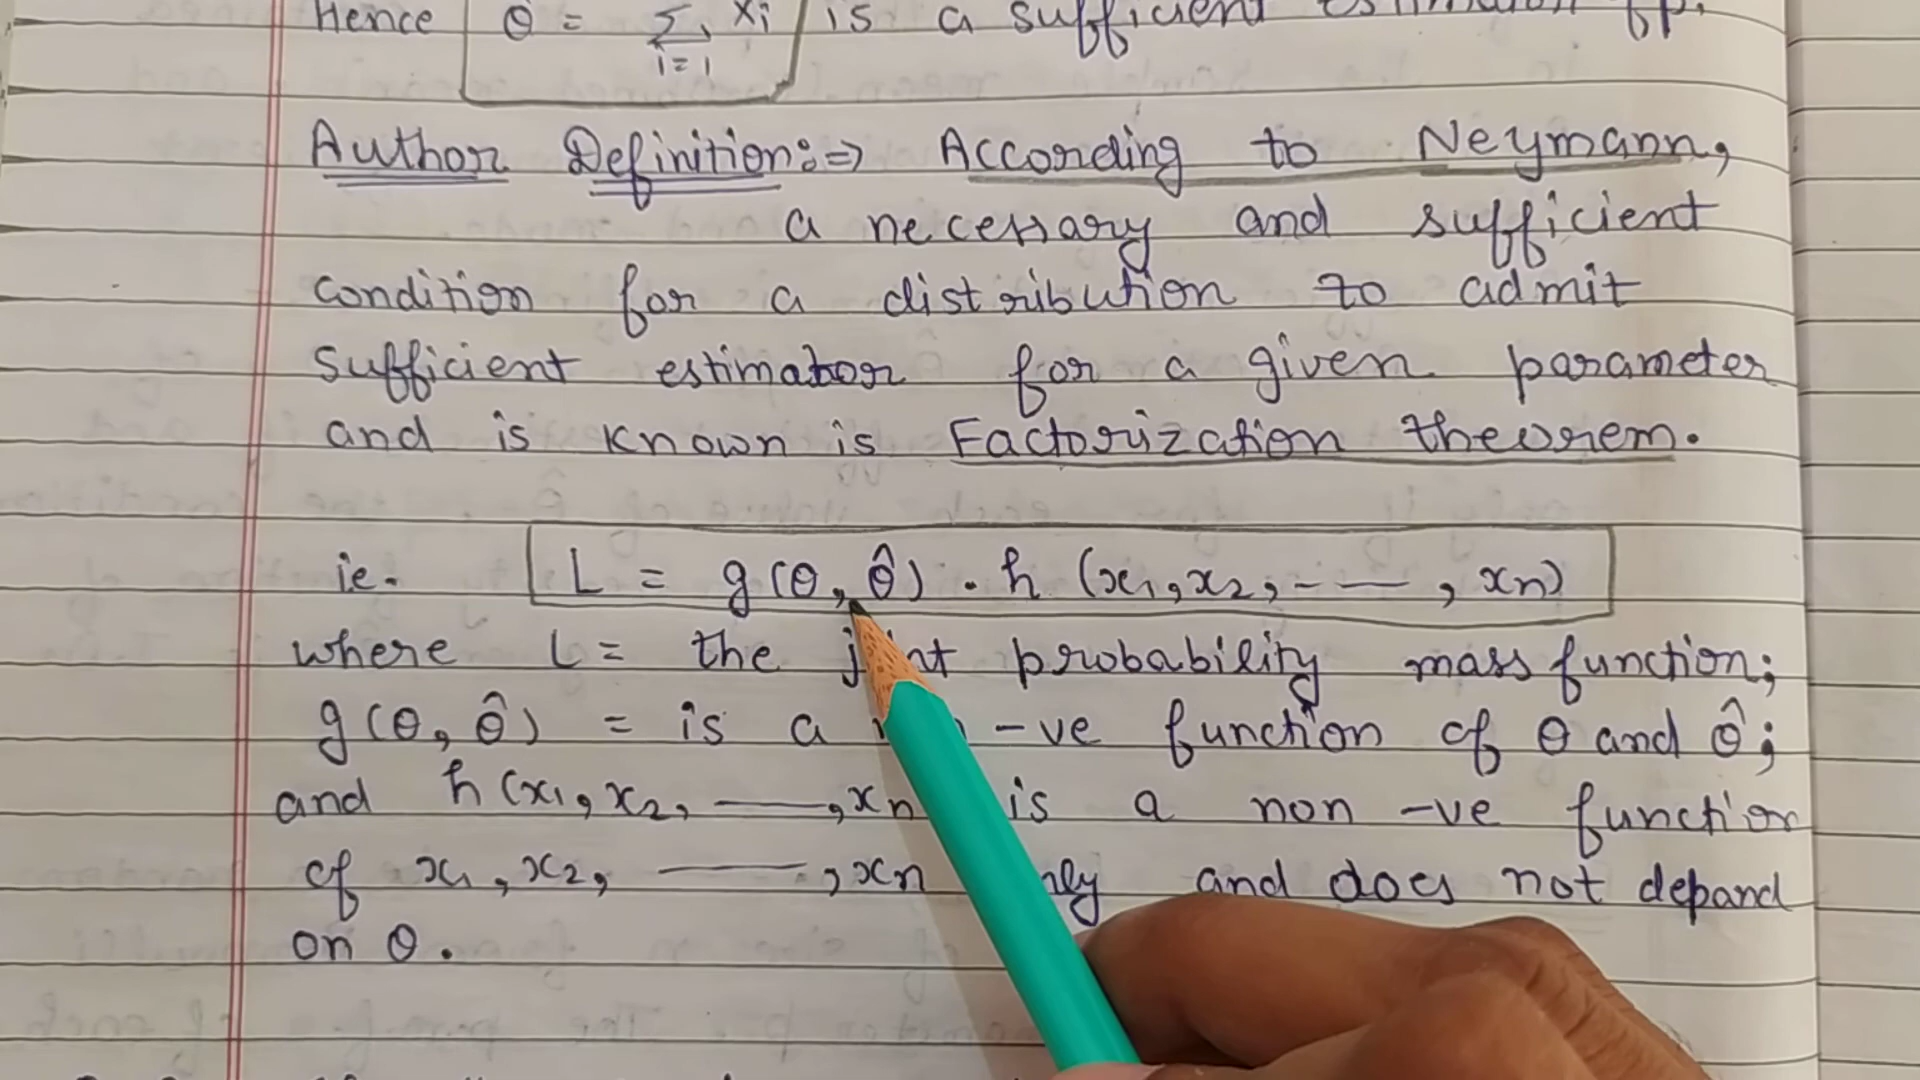 Hence θ = Σ xi is a sufficient
i=1
Author Definition:⇒ According to Neymann,
a necessary and sufficient
condition for a distribution to admit
sufficient estimator for a given parameter
and is known is Factorization theorem.
ie. L = g(θ, θ̂) . h (x1, x2, -- — , xn)
where L = the joint probability mass function;
g(θ, θ̂) = is a -ve function of θ and θ̂;
and h(x1, x2, ——, xn is a non -ve function
of x1, x2, ——, xn only and does not depand
on θ.